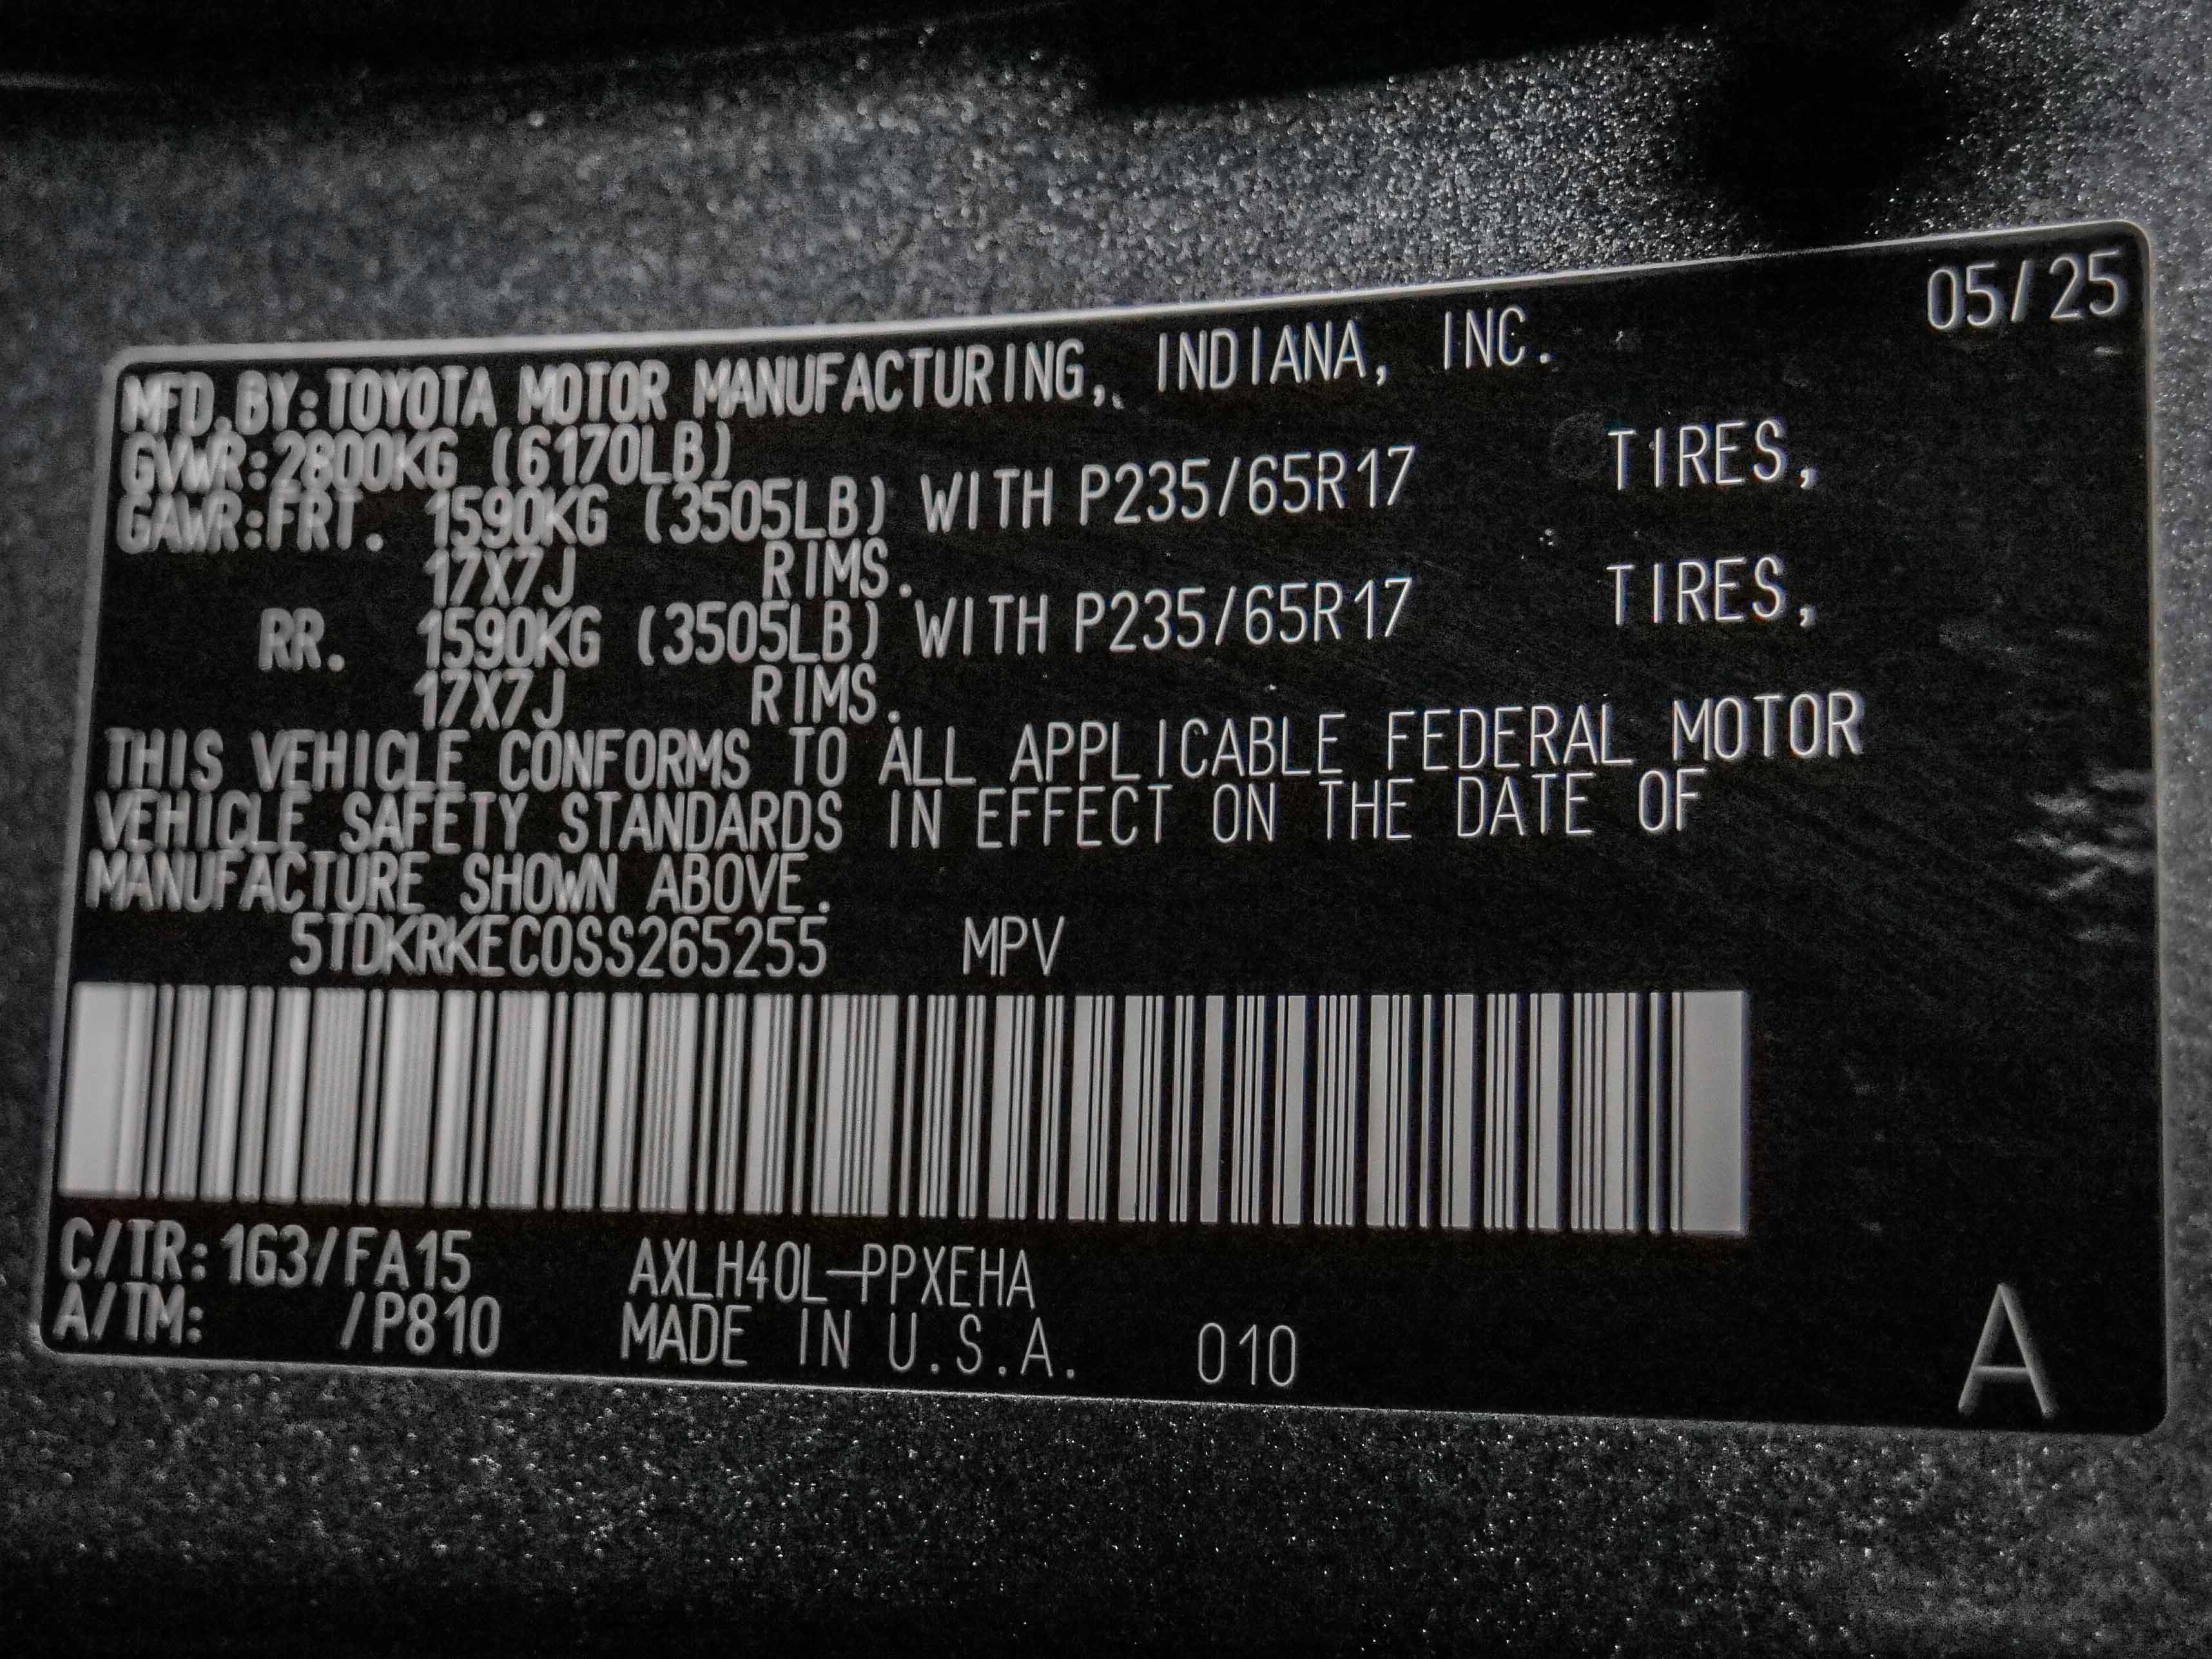 05/25
MFD.BY:TOYOTA MOTOR MANUFACTURING, INDIANA, INC.
GVWR:2800KG (6170LB)
GAWR:FRT. 1590KG (3505LB) WITH P235/65R17 TIRES,
17X7J RIMS.
RR. 1590KG (3505LB) WITH P235/65R17 TIRES,
17X7J RIMS.
THIS VEHICLE CONFORMS TO ALL APPLICABLE FEDERAL MOTOR
VEHICLE SAFETY STANDARDS IN EFFECT ON THE DATE OF
MANUFACTURE SHOWN ABOVE.
5TDKRKEC0SS265255 MPV
C/TR:1G3/FA15 AXLH40L-PPXEHA
A/TM: /P810 MADE IN U.S.A. 010
A